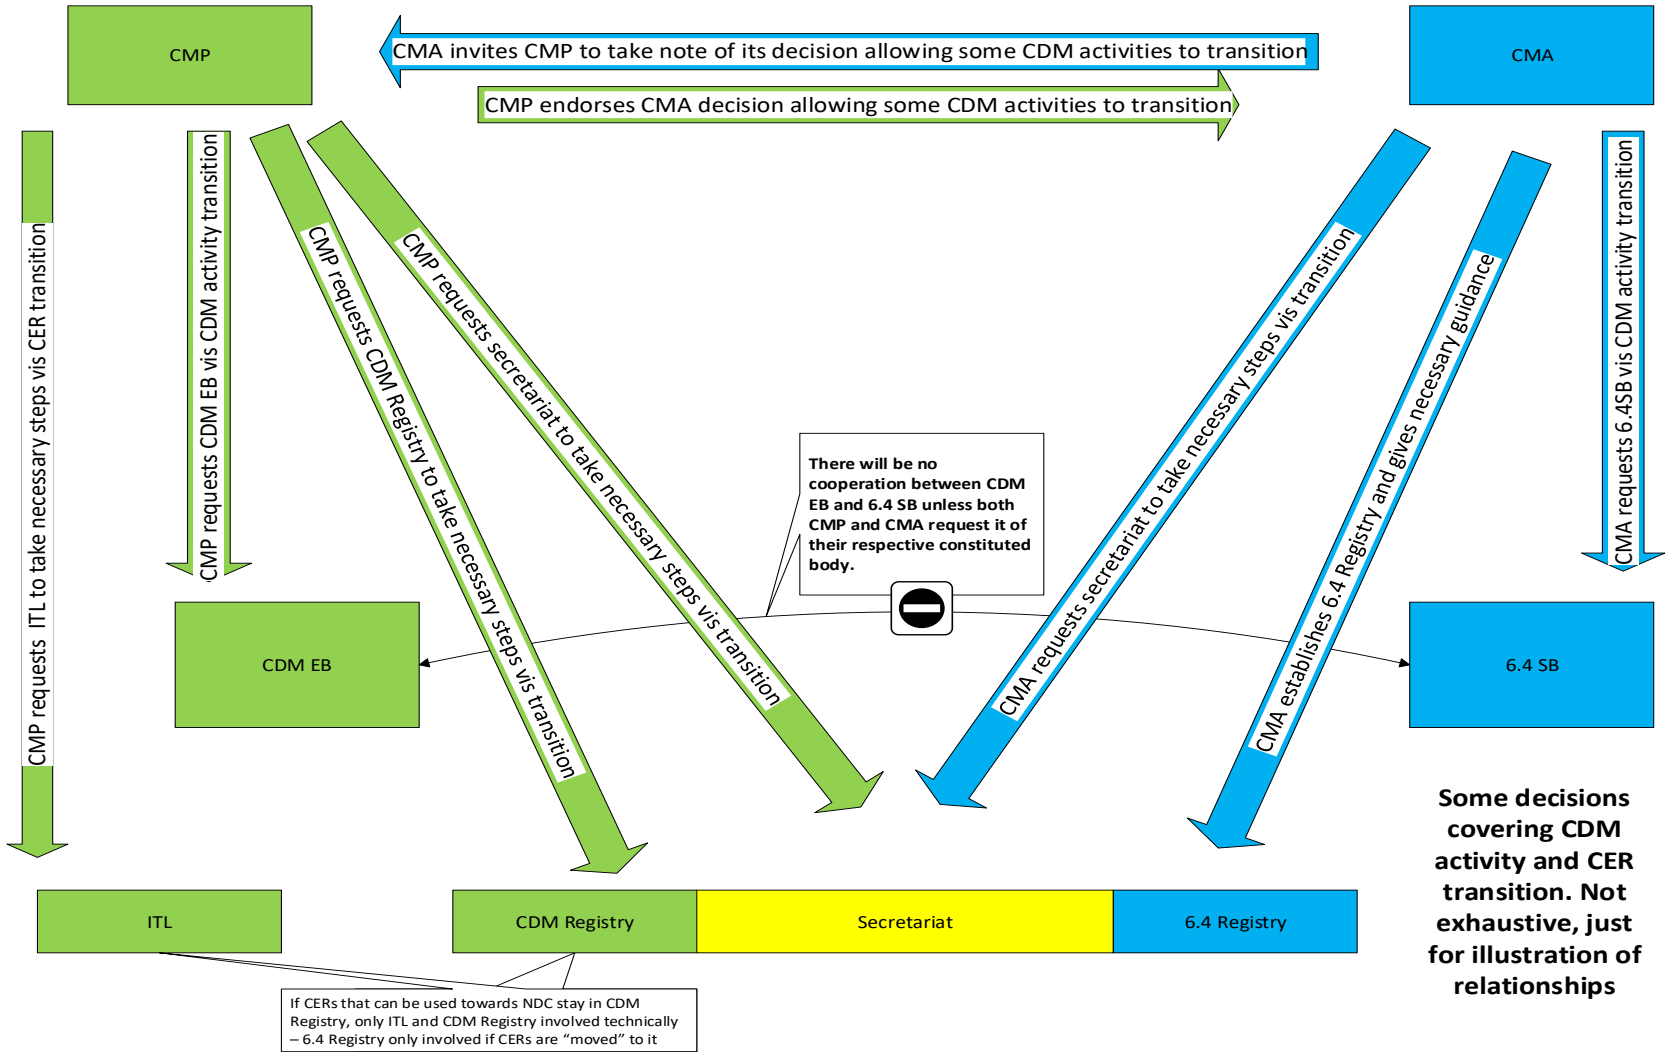 CMP
CMA invites CMP to take note of its decision allowing some CDM activities to transition
CMA
CMP endorses CMA decision allowing some CDM activities to transition
CMP requests  ITL to take necessary steps vis CER transition
CMP requests CDM EB vis CDM activity transition
CMP requests CDM Registry to take necessary steps vis transition
CMP requests secretariat to take necessary steps vis transition
CMA requests secretariat to take necessary steps vis transition
CMA establishes 6.4 Registry and gives necessary guidance
CMA requests 6.4SB vis CDM activity transition
There will be no
cooperation between CDM
EB and 6.4 SB unless both
CMP and CMA request it of
their respective constituted
body.
CDM EB
6.4 SB
Some decisions
covering CDM
activity and CER
transition. Not
exhaustive, just
for illustration of
relationships
ITL
CDM Registry
Secretariat
6.4 Registry
If CERs that can be used towards NDC stay in CDM
Registry, only ITL and CDM Registry involved technically
– 6.4 Registry only involved if CERs are “moved” to it